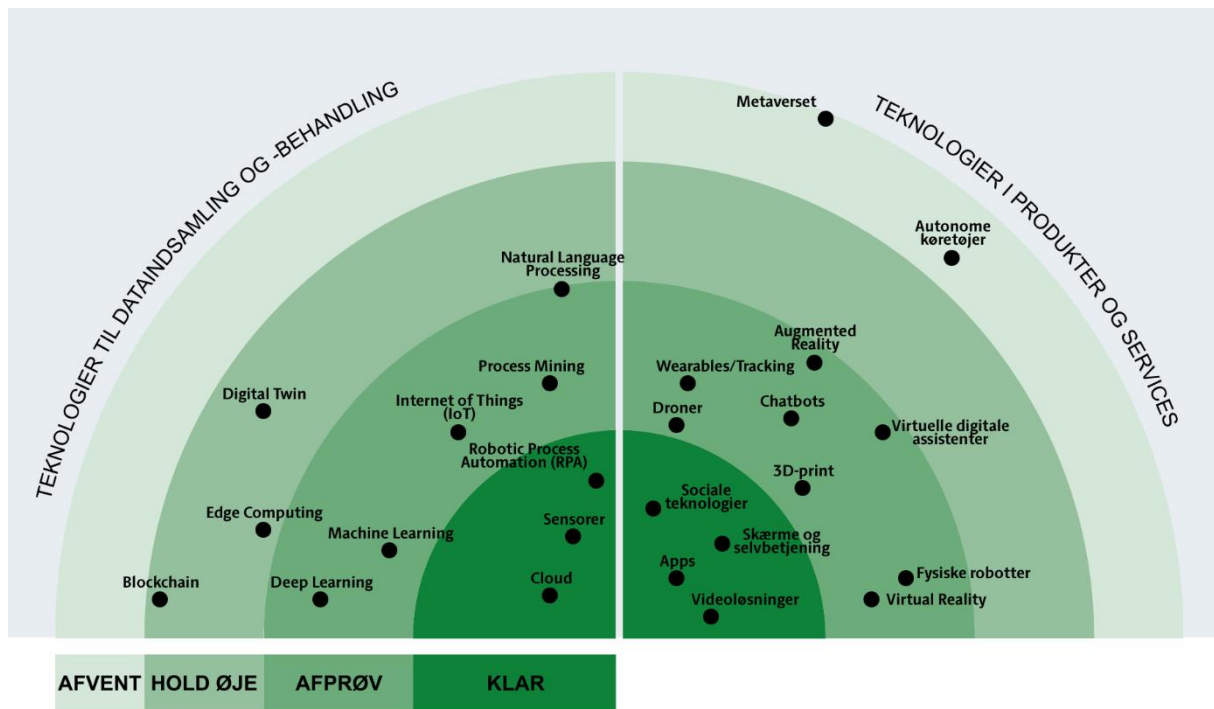 TEKNOLOGIER TIL DATAINDSAMLING OG -BEHANDLING
TEKNOLOGIER I PRODUKTER OG SERVICES
Natural Language
Processing
Process Mining
Digital Twin
Internet of Things
(IoT)
Robotic Process
Automation (RPA)
Edge Computing
Machine Learning
Sensorer
Blockchain
Deep Learning
Cloud
Metaverset
Autonome
køretøjer
Augmented
Reality
Wearables/Tracking
Droner
Chatbots
Virtuelle digitale
assistenter
3D-print
Sociale
teknologier
Skærme og
selvbetjening
Apps
Fysiske robotter
Videoløsninger
Virtual Reality
AFVENT
HOLD ØJE
AFPRØV
KLAR